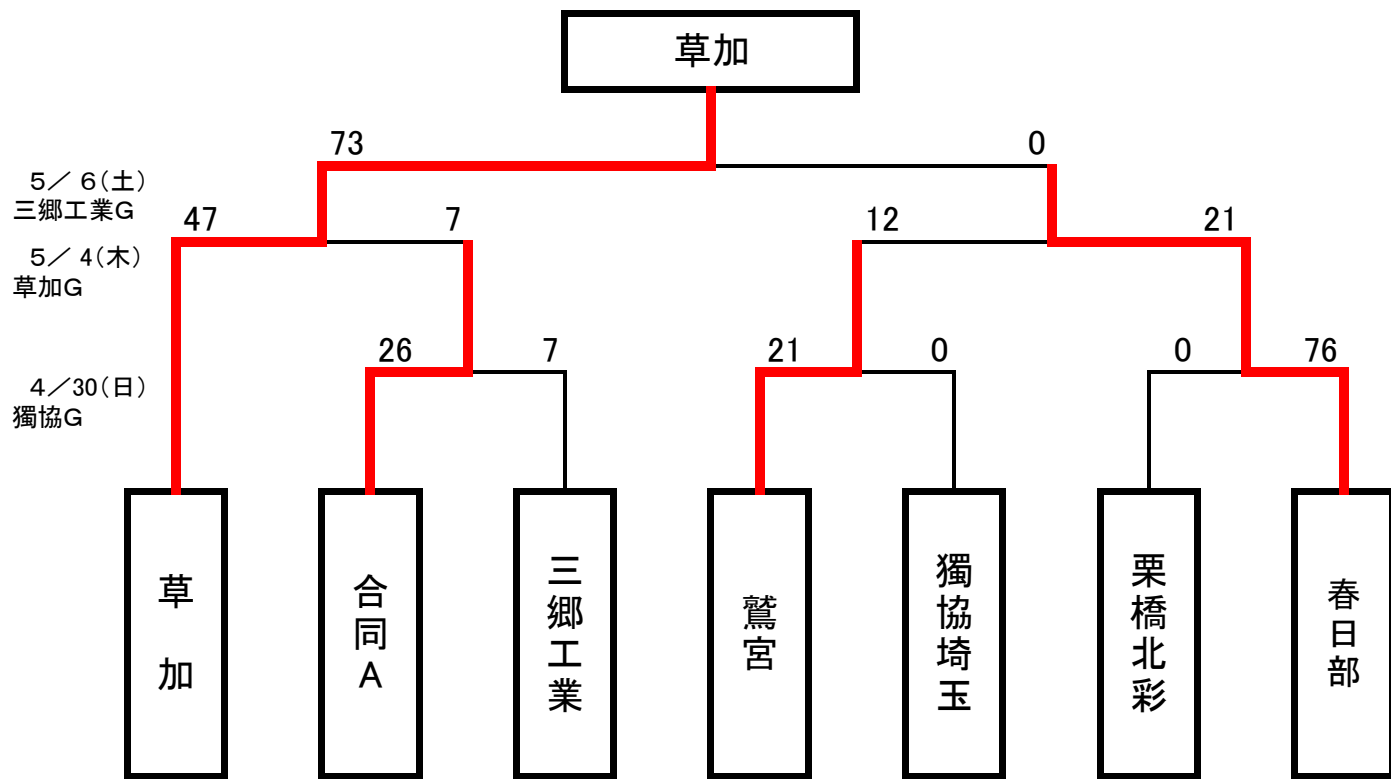 草加
73
0
５／ ６（土）
三郷工業Ｇ
47
7
12
21
５／ 4（木）
草加Ｇ
26
7
21
0
0
76
４／30（日）
獨協Ｇ
草加
合同Ａ
三郷工業
鷲宮
獨協埼玉
栗橋北彩
春日部